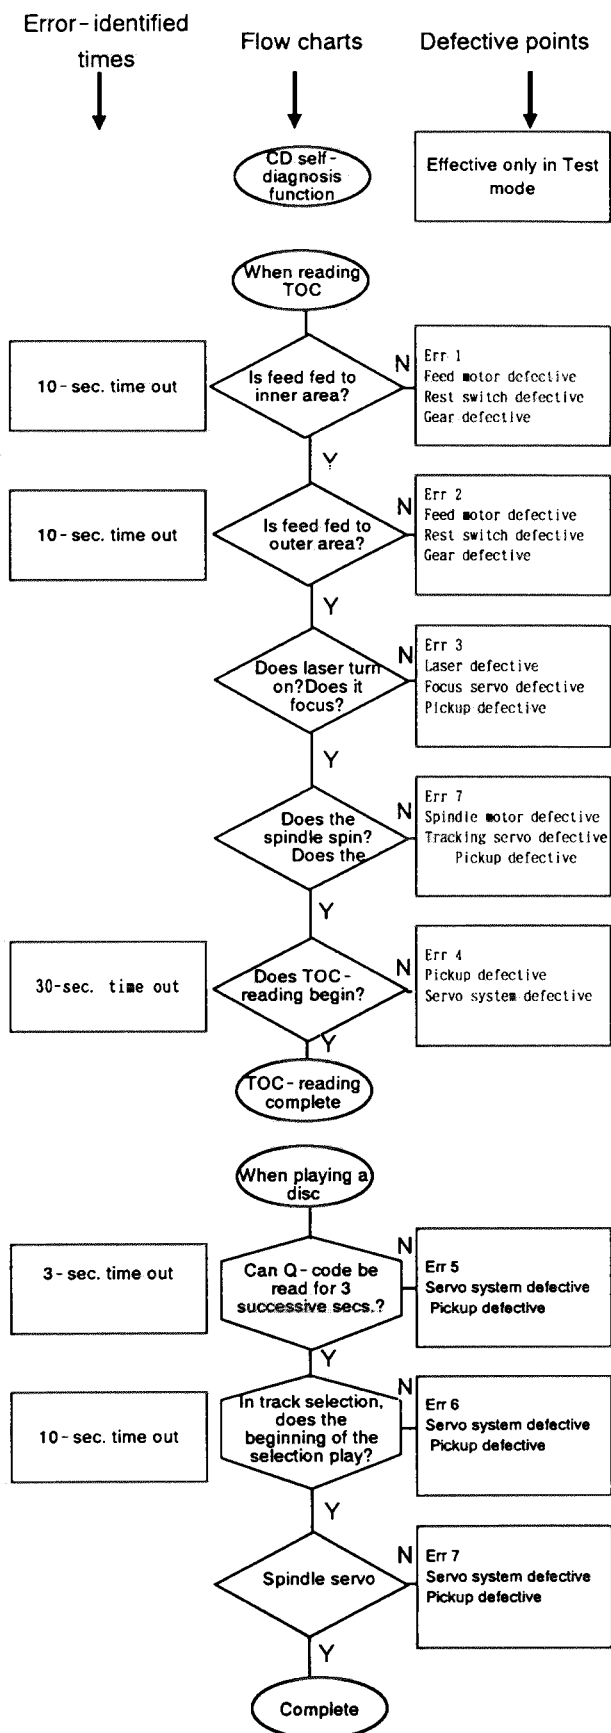 Error-identified times
Flow charts
Defective points
CD self-
diagnosis
function
Effective only in Test
mode
When reading
TOC
10-sec. time out
Is feed fed to
inner area?
N
Err 1
Feed motor defective
Rest switch defective
Gear defective
Y
10-sec. time out
Is feed fed to
outer area?
N
Err 2
Feed motor defective
Rest switch defective
Gear defective
Y
Does laser turn
on?Does it
focus?
N
Err 3
Laser defective
Focus servo defective
Pickup defective
Y
Does the
spindle spin?
Does the
N
Err 7
Spindle motor defective
Tracking servo defective
Pickup defective
Y
30-sec. time out
Does TOC-
reading begin?
N
Err 4
Pickup defective
Servo system defective
Y
TOC-reading
complete
When playing a
disc
3-sec. time out
Can Q-code be
read for 3
successive secs.?
N
Err 5
Servo system defective
Pickup defective
Y
10-sec. time out
In track selection,
does the
beginning of the
selection play?
N
Err 6
Servo system defective
Pickup defective
Y
Spindle servo
N
Err 7
Servo system defective
Pickup defective
Y
Complete